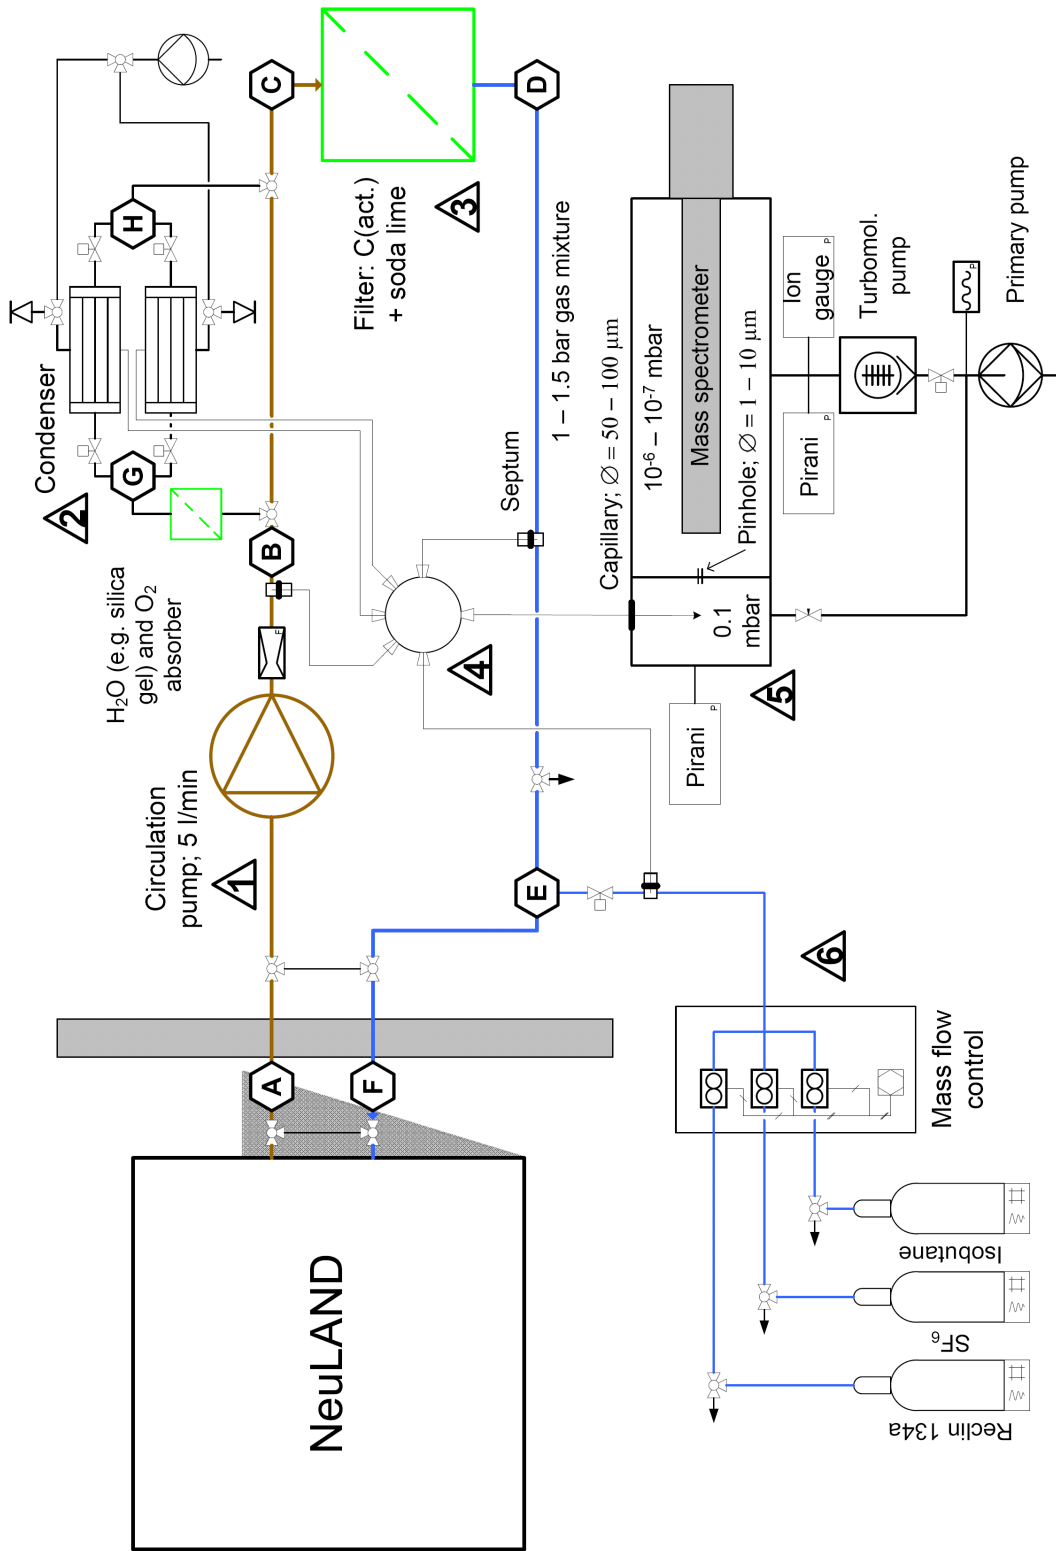 H₂O (e.g. silica
gel) and O₂
absorber
2
Condenser
G
H
Circulation
pump; 5 l/min
1
A
B
C
F
Filter: C(act.)
+ soda lime
3
D
E
4
Septum
1 – 1.5 bar gas mixture
Capillary; Ø = 50 – 100 μm
10⁻⁶ – 10⁻⁷ mbar
Mass spectrometer
Pinhole; Ø = 1 – 10 μm
0.1
mbar
5
Pirani
P
Pirani
P
Ion
gauge
P
Turbomol.
pump
P
Primary pump
F
NeuLAND
6
Mass flow
control
Isobutane
SF₆
Reclin 134a